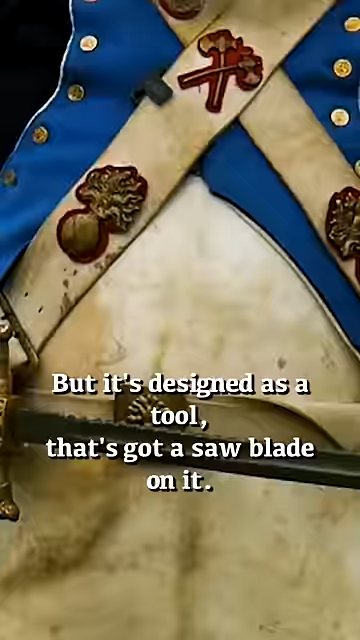 But it's designed as a
tool,
that's got a saw blade
on it.